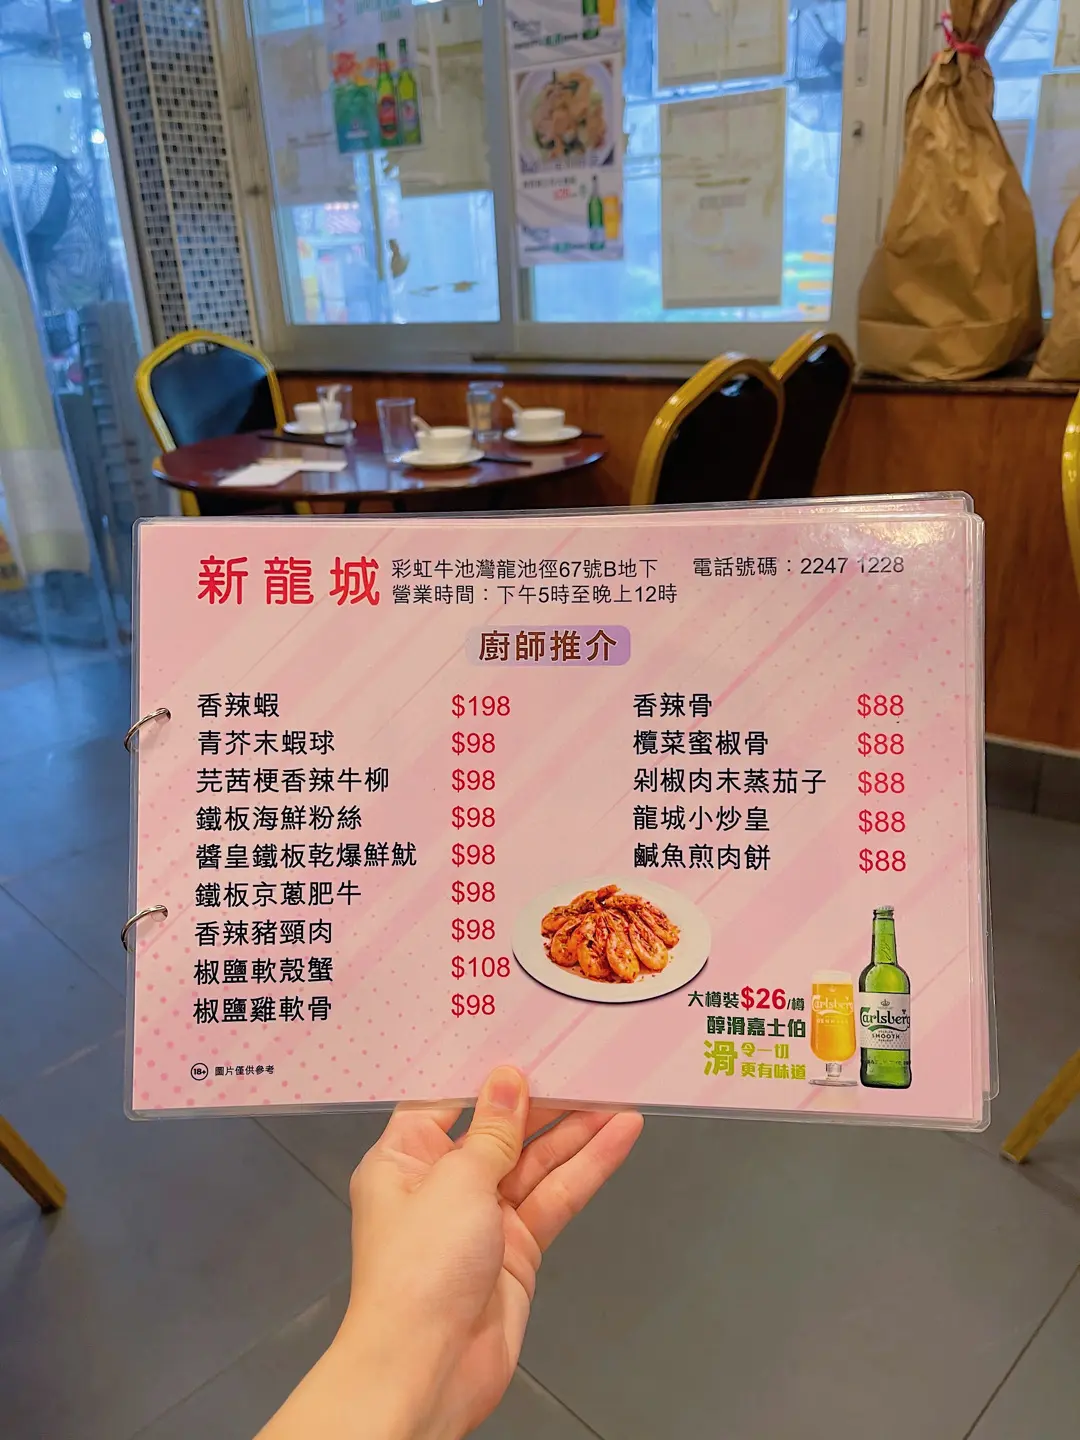 新龍城
彩虹牛池灣龍池徑67號B地下 電話號碼：2247 1228
營業時間：下午5時至晚上12時
廚師推介
香辣蝦 $198
青芥末蝦球 $98
芫茜梗香辣牛柳 $98
鐵板海鮮粉絲 $98
醬皇鐵板乾爆鮮魷 $98
鐵板京蔥肥牛 $98
香辣豬頸肉 $98
椒鹽軟殼蟹 $108
椒鹽雞軟骨 $98
香辣骨 $88
欖菜蜜椒骨 $88
剁椒肉末蒸茄子 $88
龍城小炒皇 $88
鹹魚煎肉餅 $88
大樽裝$26/樽
醇滑嘉士伯
滑 令一切
更有味道
Carlsberg
Carlsberg
SMOOTH
18+ 圖片僅供參考